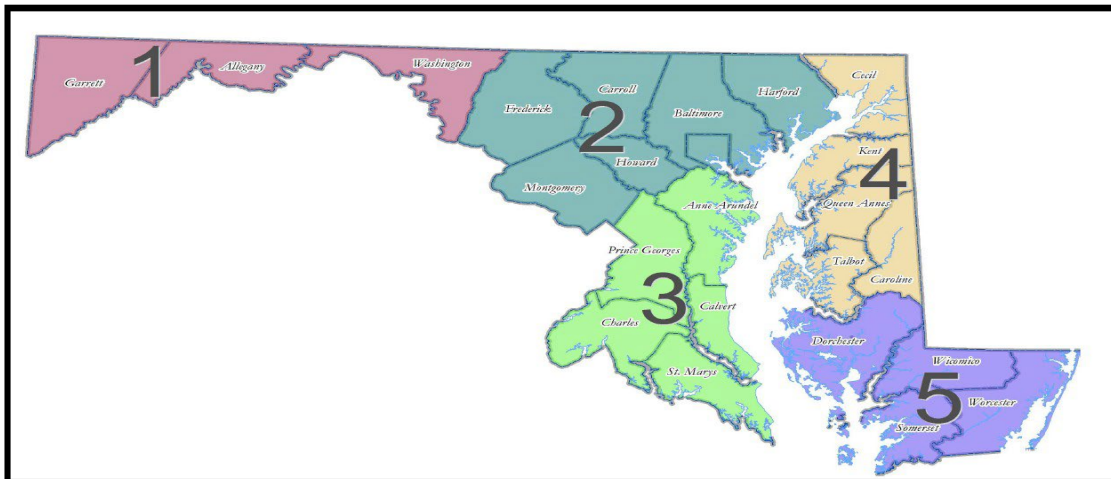 1
Garrett
Allegany
Washington
2
Frederick
Carroll
Baltimore
Harford
Howard
Montgomery
3
Anne Arundel
Prince Georges
Calvert
Charles
St. Marys
4
Cecil
Kent
Queen Annes
Talbot
Caroline
5
Dorchester
Wicomico
Worcester
Somerset